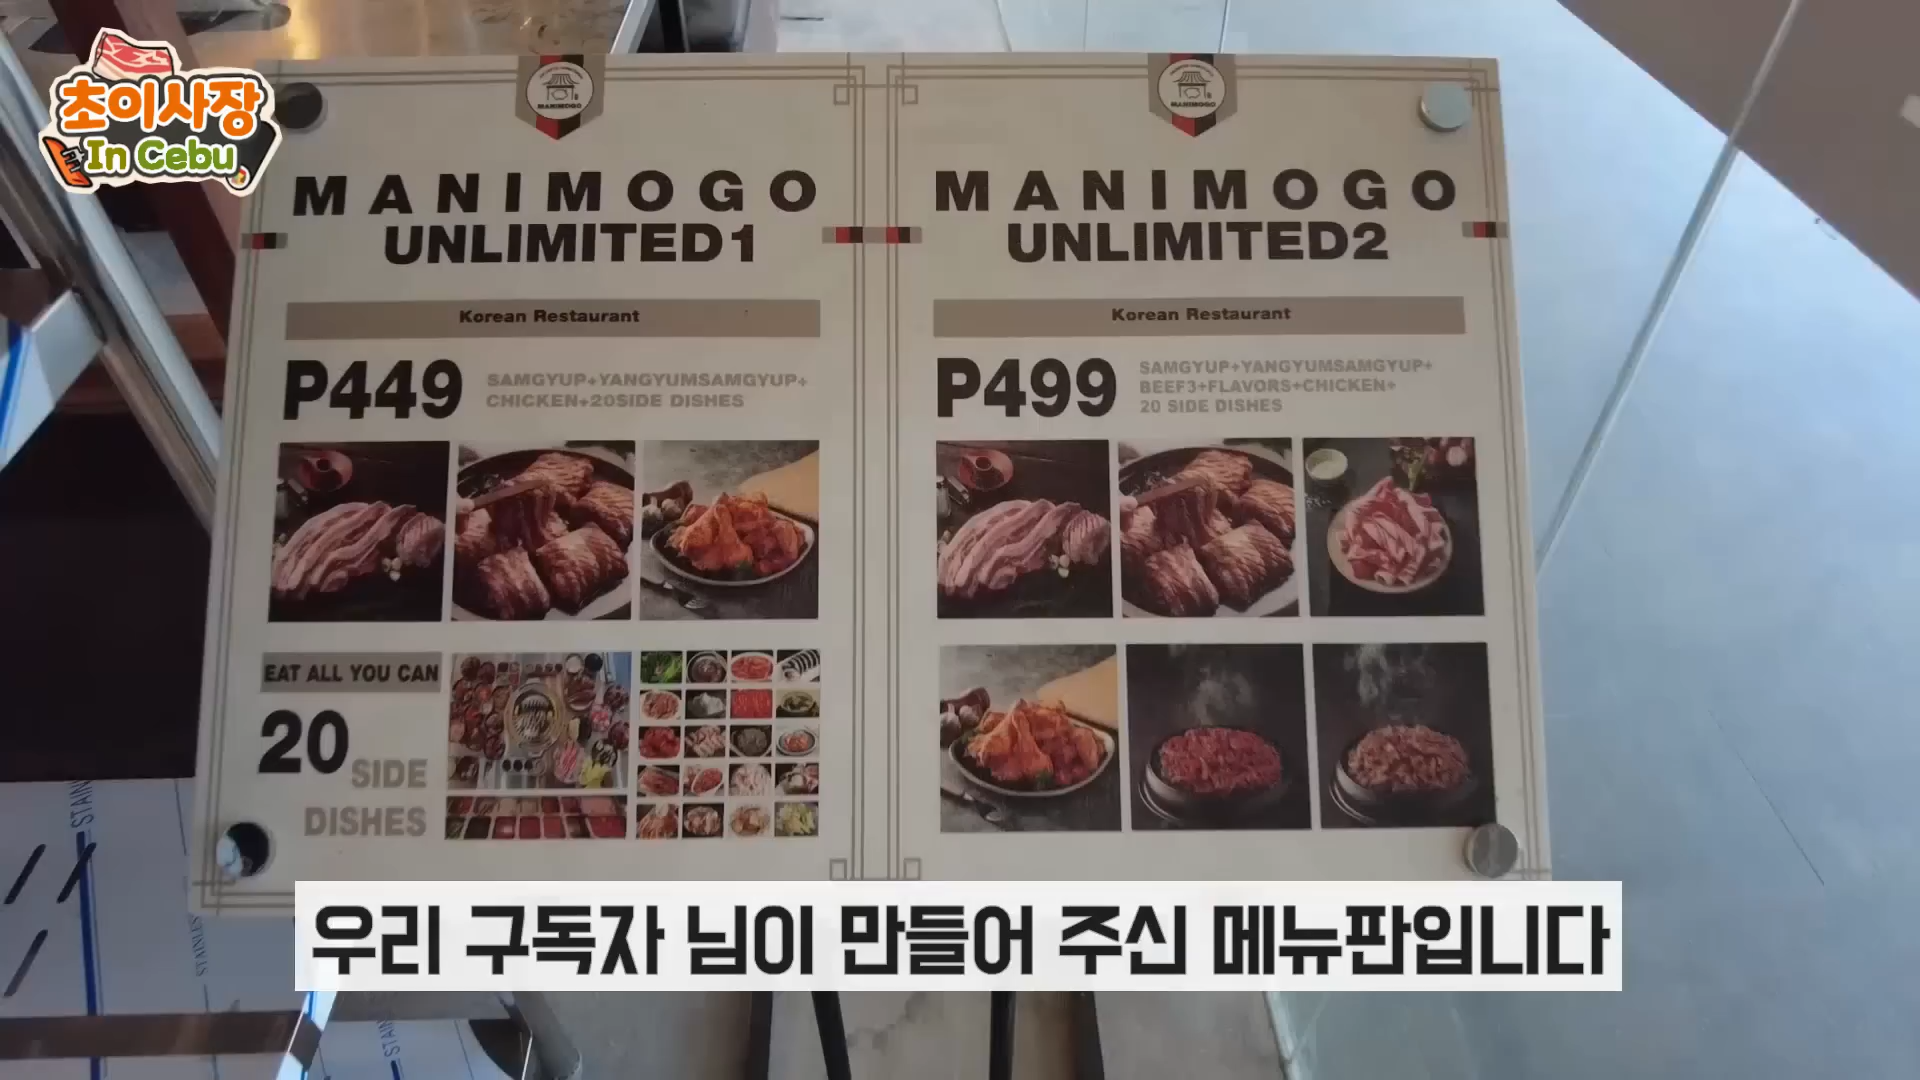 초이사장
In Cebu
MANIMOGO
MANIMOGO
UNLIMITED1
Korean Restaurant
P449
SAMGYUP+YANGYUMSAMGYUP+
CHICKEN+20SIDE DISHES
EAT ALL YOU CAN
20
SIDE
DISHES
MANIMOGO
MANIMOGO
UNLIMITED2
Korean Restaurant
P499
SAMGYUP+YANGYUMSAMGYUP+
BEEF3+FLAVORS+CHICKEN+
20 SIDE DISHES
우리 구독자 님이 만들어 주신 메뉴판입니다